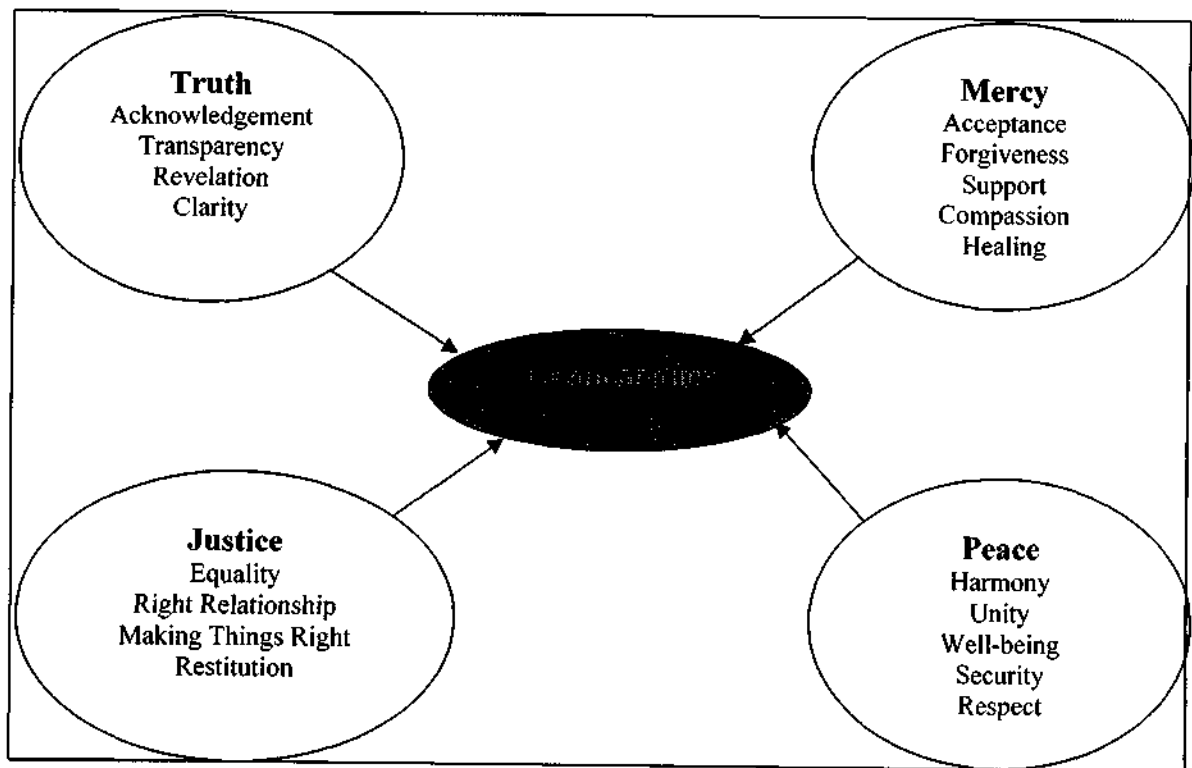 Truth
Acknowledgement
Transparency
Revelation
Clarity
Mercy
Acceptance
Forgiveness
Support
Compassion
Healing
Justice
Equality
Right Relationship
Making Things Right
Restitution
Peace
Harmony
Unity
Well-being
Security
Respect